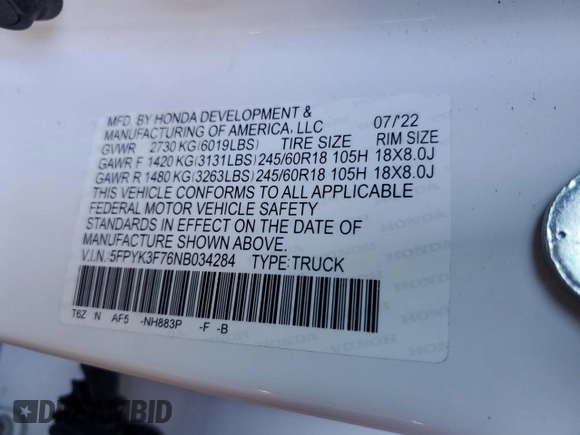 MFD. BY HONDA DEVELOPMENT &
MANUFACTURING OF AMERICA, LLC 07/'22
GVWR 2730 KG(6019LBS) TIRE SIZE RIM SIZE
GAWR F 1420 KG(3131LBS) 245/60R18 105H 18X8.0J
GAWR R 1480 KG(3263LBS) 245/60R18 105H 18X8.0J
THIS VEHICLE CONFORMS TO ALL APPLICABLE
FEDERAL MOTOR VEHICLE SAFETY
STANDARDS IN EFFECT ON THE DATE OF
MANUFACTURE SHOWN ABOVE.
V.I.N.:5FPYK3F76NB034284 TYPE:TRUCK
T6Z N AF5 -NH883P -F -B
DREAMBID